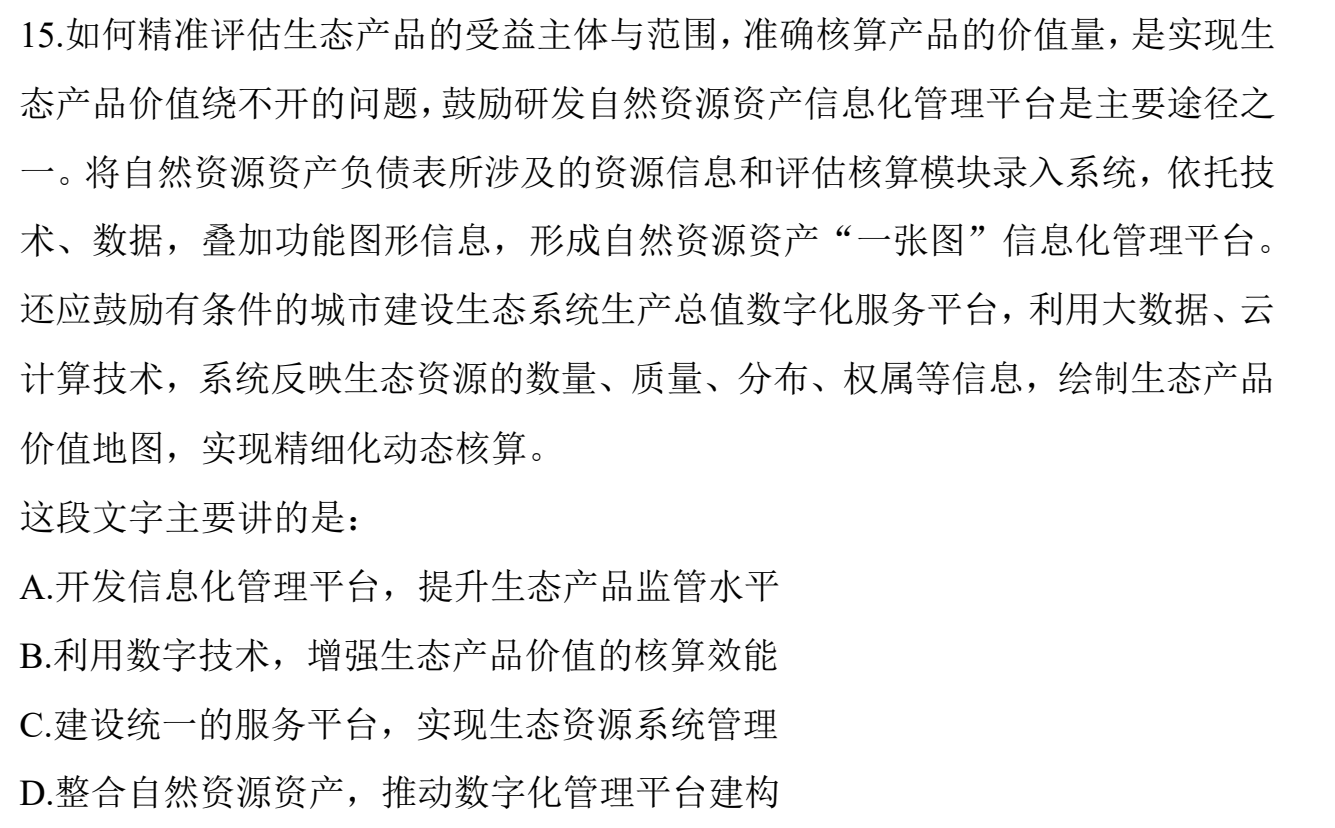 15.如何精准评估生态产品的受益主体与范围，准确核算产品的价值量，是实现生
态产品价值绕不开的问题，鼓励研发自然资源资产信息化管理平台是主要途径之
一。将自然资源资产负债表所涉及的资源信息和评估核算模块录入系统，依托技
术、数据，叠加功能图形信息，形成自然资源资产“一张图”信息化管理平台。
还应鼓励有条件的城市建设生态系统生产总值数字化服务平台，利用大数据、云
计算技术，系统反映生态资源的数量、质量、分布、权属等信息，绘制生态产品
价值地图，实现精细化动态核算。
这段文字主要讲的是：
A.开发信息化管理平台，提升生态产品监管水平
B.利用数字技术，增强生态产品价值的核算效能
C.建设统一的服务平台，实现生态资源系统管理
D.整合自然资源资产，推动数字化管理平台建构